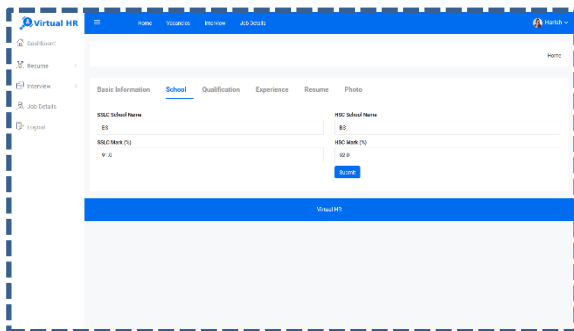 Virtual HR
Home Vacancies Interview Job Details
Harish
Dashboard
Resume
Interview
Job Details
Logout
Home
Basic Information School Qualification Experience Resume Photo
SSLC School Name HSC School Name
BS BS
SSLC Mark (%) HSC Mark (%)
91.0 92.0
Submit
Virtual HR